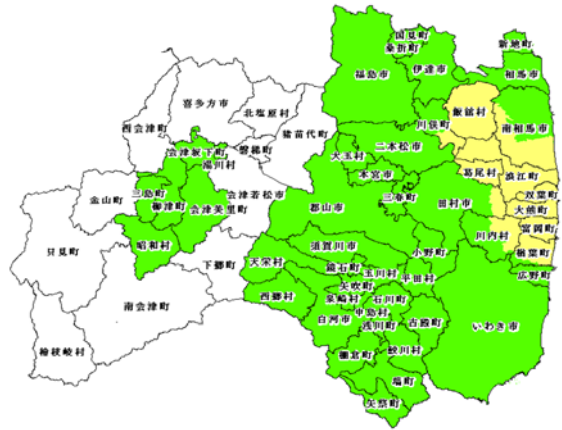 国見町
桑折町
新地町
伊達市
福島市
相馬市
喜多方市
飯舘村
北塩原村
川俣町
南相馬市
西会津町
猪苗代町
磐梯町
二本松市
会津坂下町
大玉村
湯川村
本宮市
葛尾村
浪江町
三島町
会津若松市
三春町
双葉町
金山町
柳津町
会津美里町
郡山市
田村市
大熊町
富岡町
川内村
昭和村
須賀川市
小野町
楢葉町
只見町
下郷町
天栄村
鏡石町
玉川村
広野町
平田村
矢吹町
西郷村
泉崎村
石川町
南会津町
中島村
白河市
浅川町
古殿町
いわき市
檜枝岐村
棚倉町
鮫川村
塙町
矢祭町